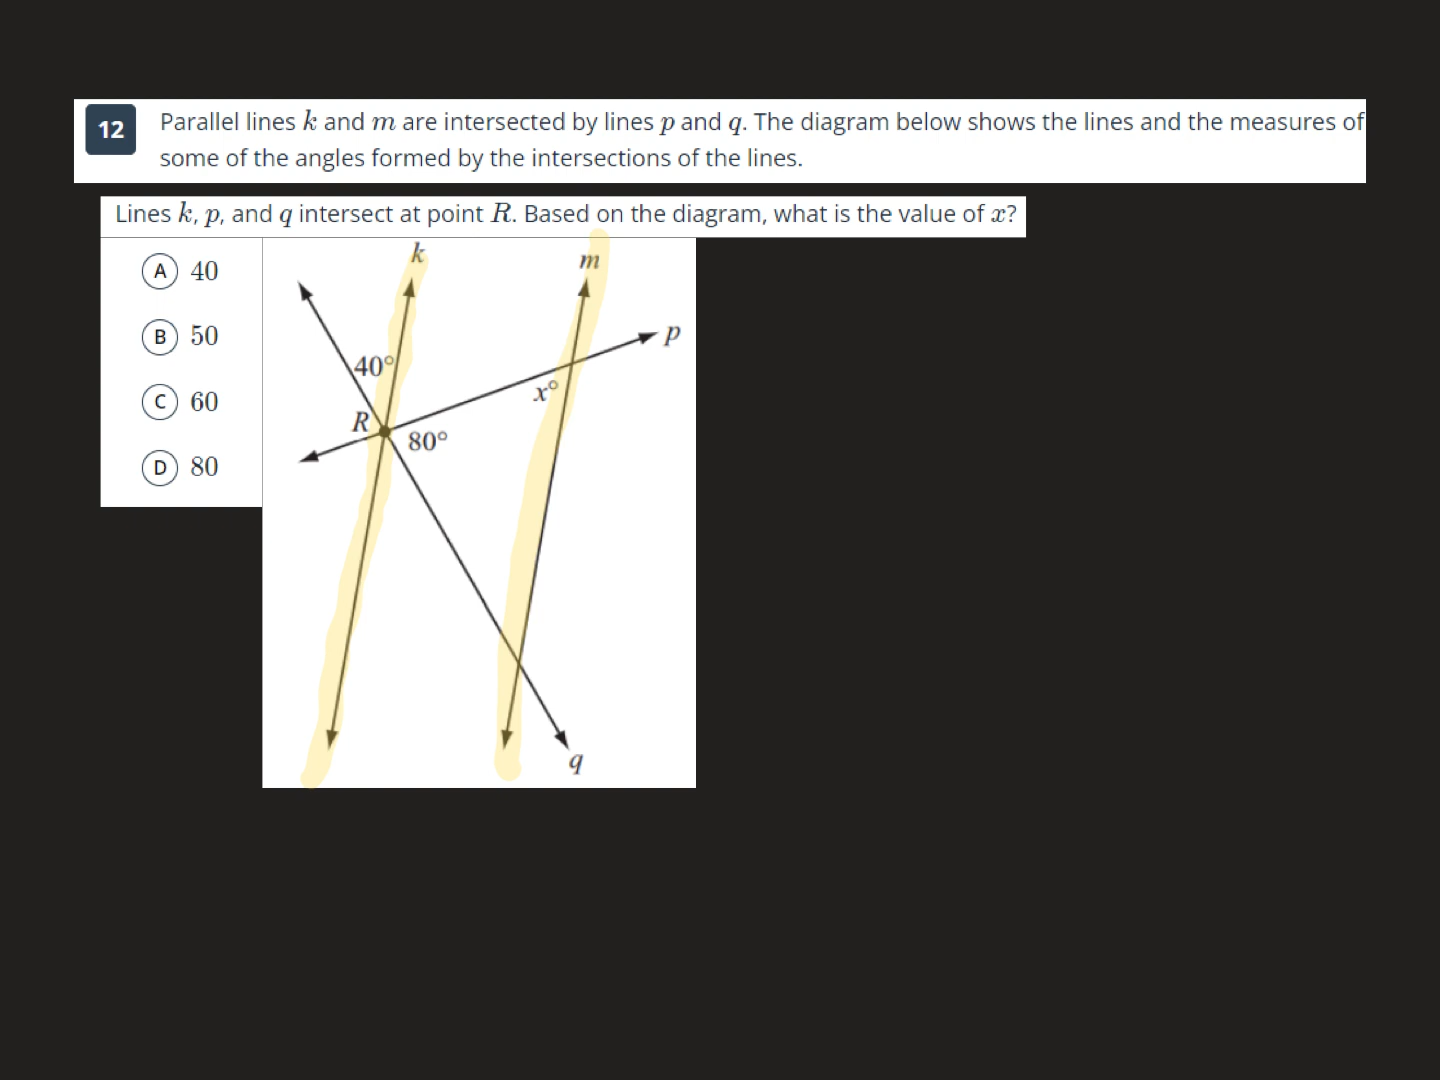 12 Parallel lines k and m are intersected by lines p and q. The diagram below shows the lines and the measures of
some of the angles formed by the intersections of the lines.
Lines k, p, and q intersect at point R. Based on the diagram, what is the value of x?
A 40
B 50
C 60
D 80
k
m
p
40°
x°
R
80°
q